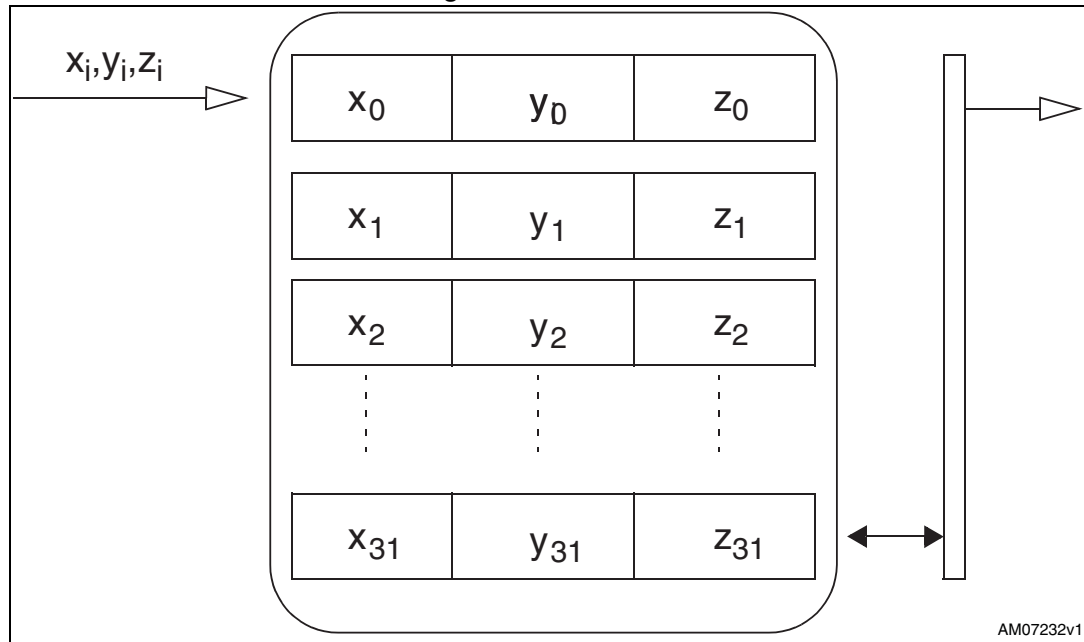 xi,yi,zi
x0 y0 z0
x1 y1 z1
x2 y2 z2
x31 y31 z31
AM07232v1